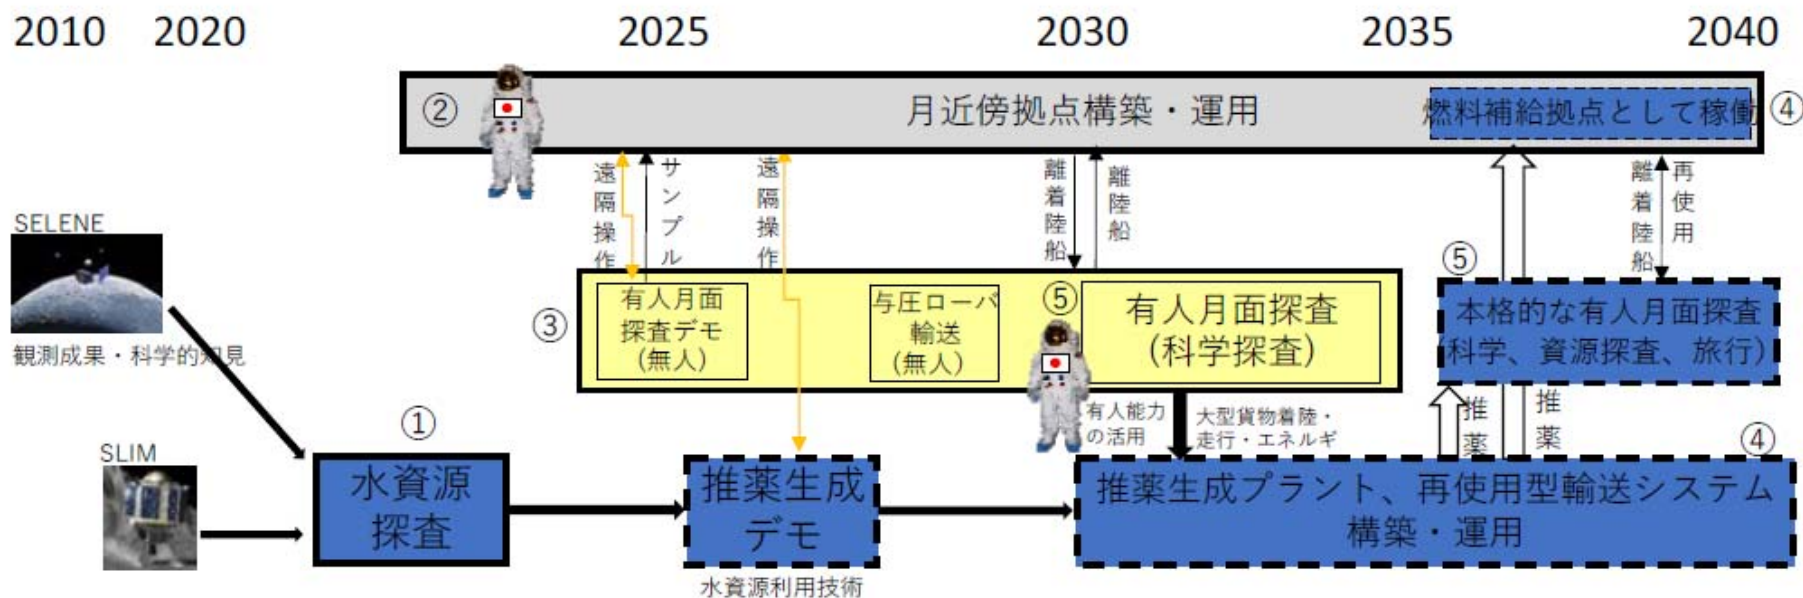 2010 2020 2025 2030 2035 2040
②
月近傍拠点構築・運用
燃料補給拠点として稼働
④
遠隔操作
サンプル
遠隔操作
離着陸船
離陸船
離着陸船
再使用
SELENE
観測成果・科学的知見
③
有人月面
探査デモ
(無人)
与圧ローバ
輸送
(無人)
⑤
有人月面探査
(科学探査)
⑤
本格的な有人月面探査
(科学、資源探査、旅行)
有人能力
の活用
大型貨物着陸・
走行・エネルギ
推薬
推薬
SLIM
①
水資源
探査
推薬生成
デモ
水資源利用技術
④
推薬生成プラント、再使用型輸送システム
構築・運用